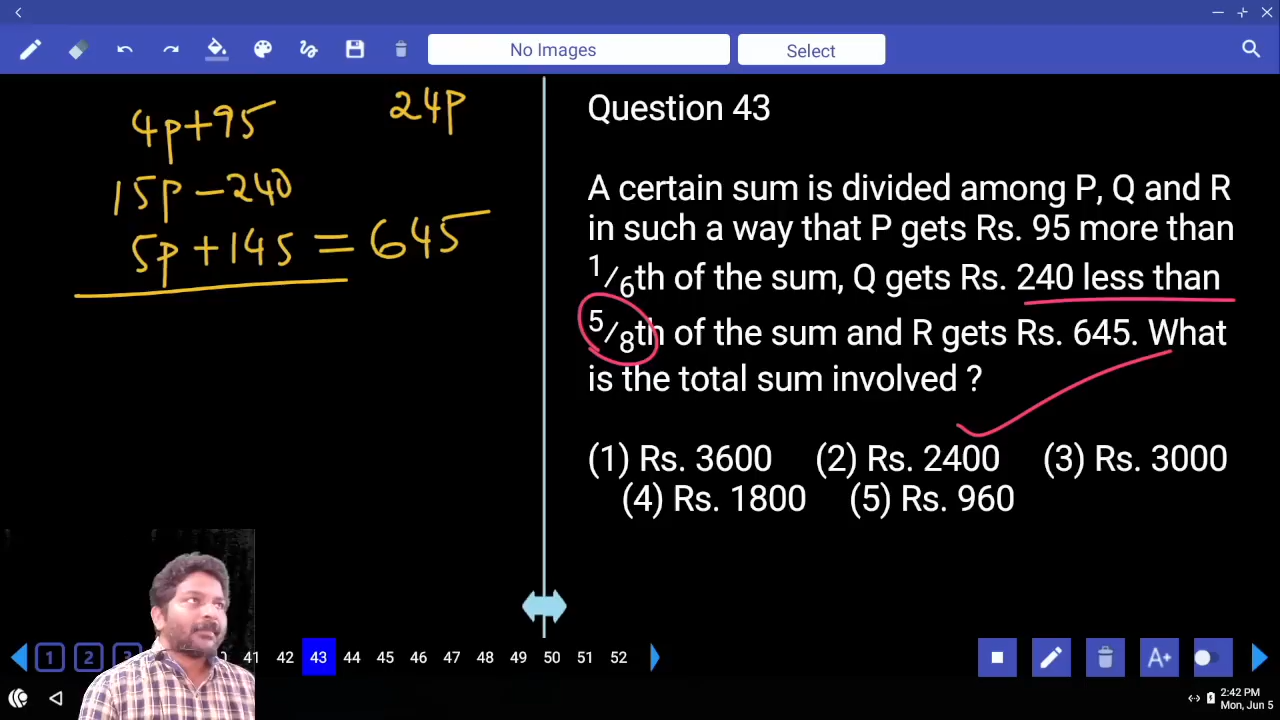 No Images
Select
4p+95
24p
15p-240
5p+145=645
Question 43
A certain sum is divided among P, Q and R
in such a way that P gets Rs. 95 more than
1/6th of the sum, Q gets Rs. 240 less than
5/8th of the sum and R gets Rs. 645. What
is the total sum involved ?
(1) Rs. 3600 (2) Rs. 2400 (3) Rs. 3000
(4) Rs. 1800 (5) Rs. 960
1 2 3 41 42 43 44 45 46 47 48 49 50 51 52
A+
2:42 PM
Mon, Jun 5